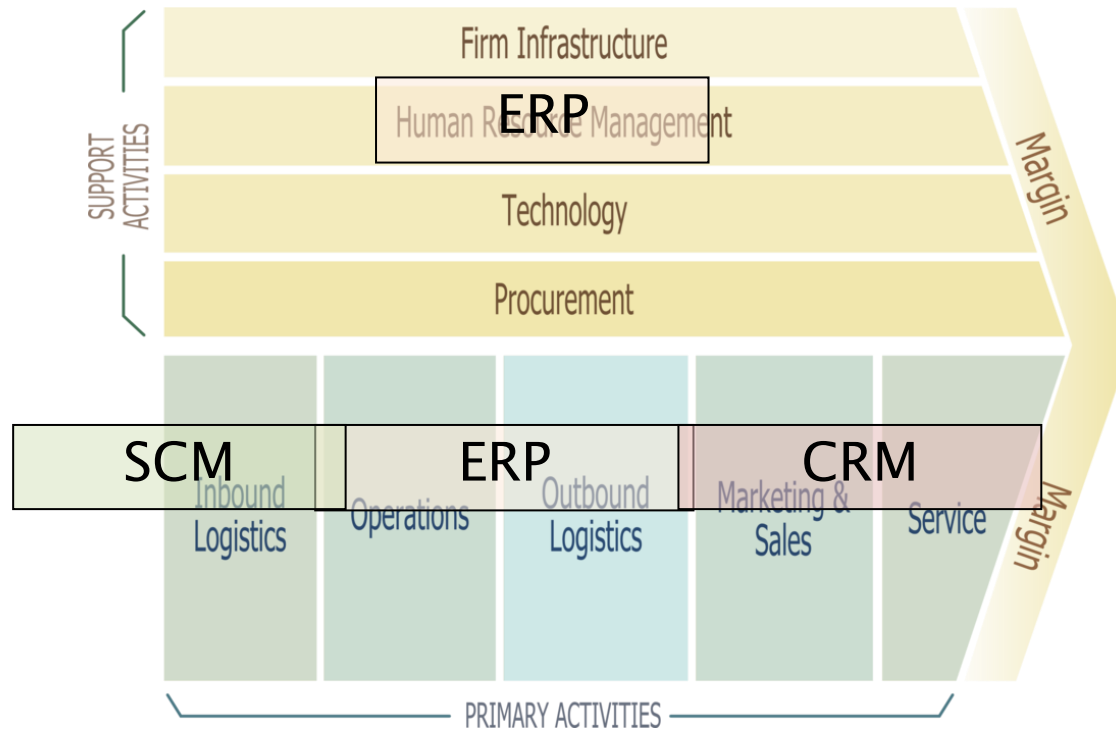 Firm Infrastructure
ERP
Human Resource Management
Technology
Procurement
SUPPORT
ACTIVITIES
Margin
SCM
ERP
CRM
Inbound
Logistics
Operations
Outbound
Logistics
Marketing &
Sales
Service
Margin
PRIMARY ACTIVITIES